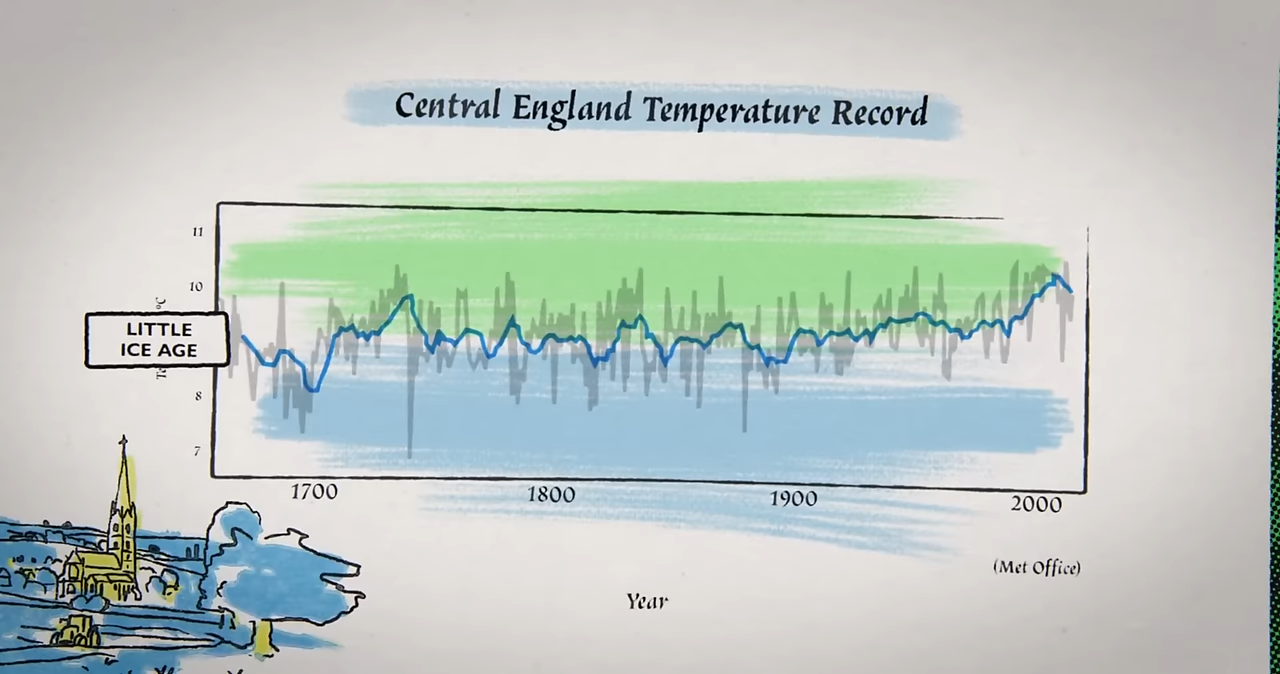 Central England Temperature Record
11
10
°C
LITTLE
ICE AGE
8
7
1700
1800
1900
2000
(Met Office)
Year